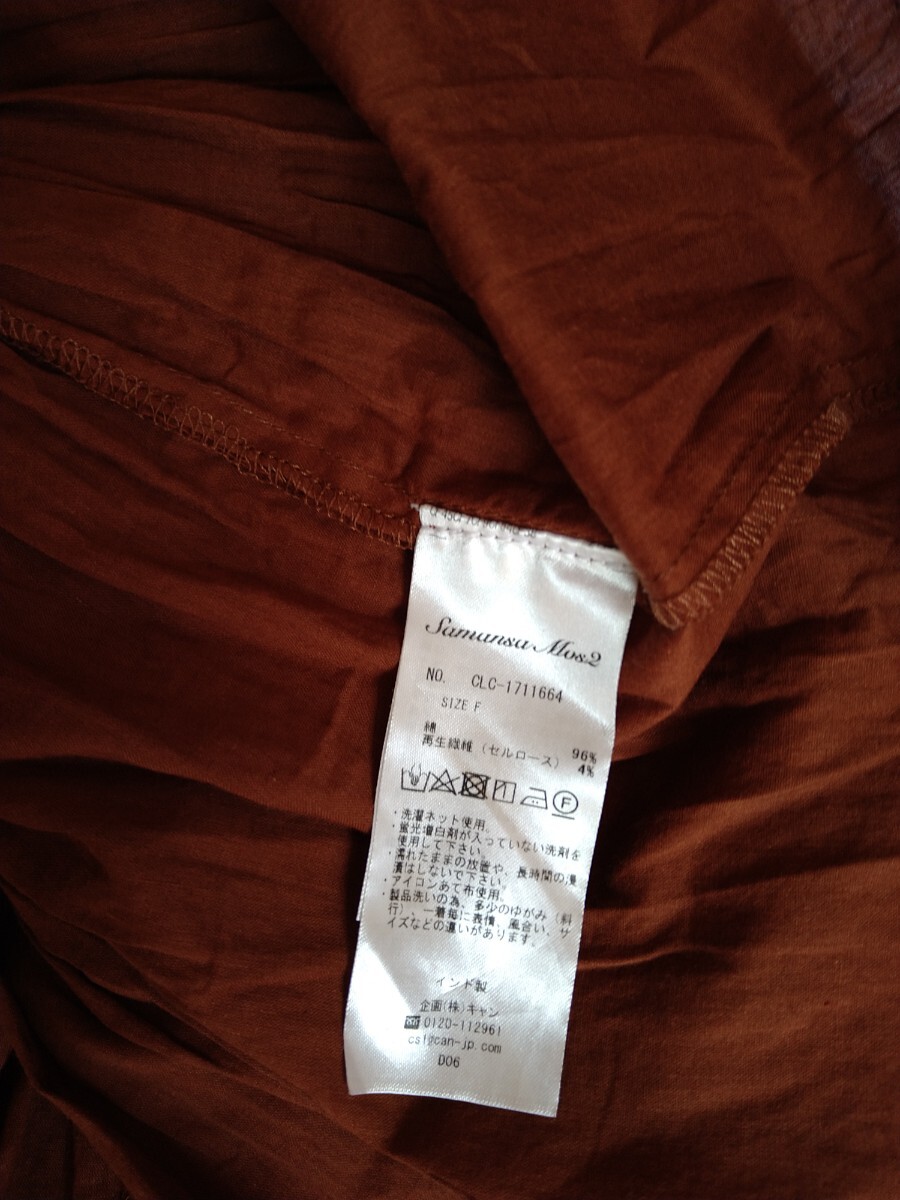 Samansa Mos2
NO. CLC-1711664
SIZE F
綿 96%
再生繊維（セルロース） 4%
F
・洗濯ネット使用。
・蛍光増白剤が入っていない洗剤を
使用して下さい。
・濡れたままの放置や、長時間の浸
漬はしないで下さい。
・アイロンあて布使用。
・製品洗いの為、多少のゆがみ（斜
行）、一着毎に表情、風合い、サ
イズなどの違いがあります。
インド製
企画(株)キャン
0120-112961
cs1@can-jp.com
D06